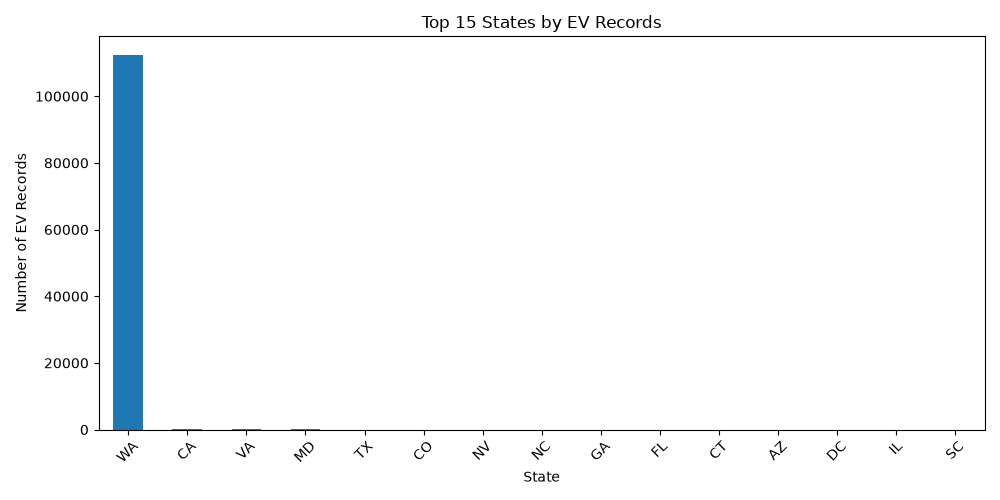 Top 15 States by EV Records
Number of EV Records
100000
80000
60000
40000
20000
0
WA CA VA MD TX CO NV NC GA FL CT AZ DC IL SC
State